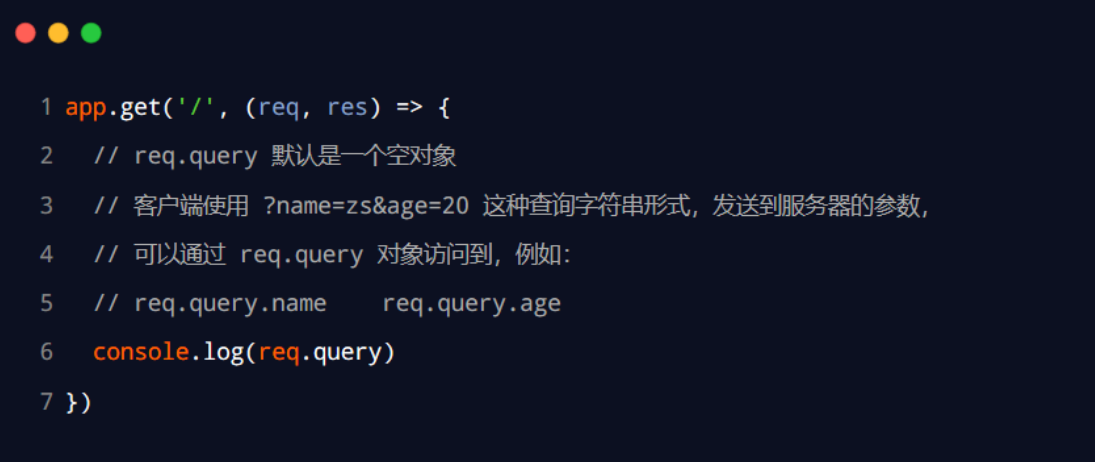 1 app.get('/', (req, res) => {
2   // req.query 默认是一个空对象
3   // 客户端使用 ?name=zs&age=20 这种查询字符串形式，发送到服务器的参数，
4   // 可以通过 req.query 对象访问到，例如：
5   // req.query.name    req.query.age
6   console.log(req.query)
7 })